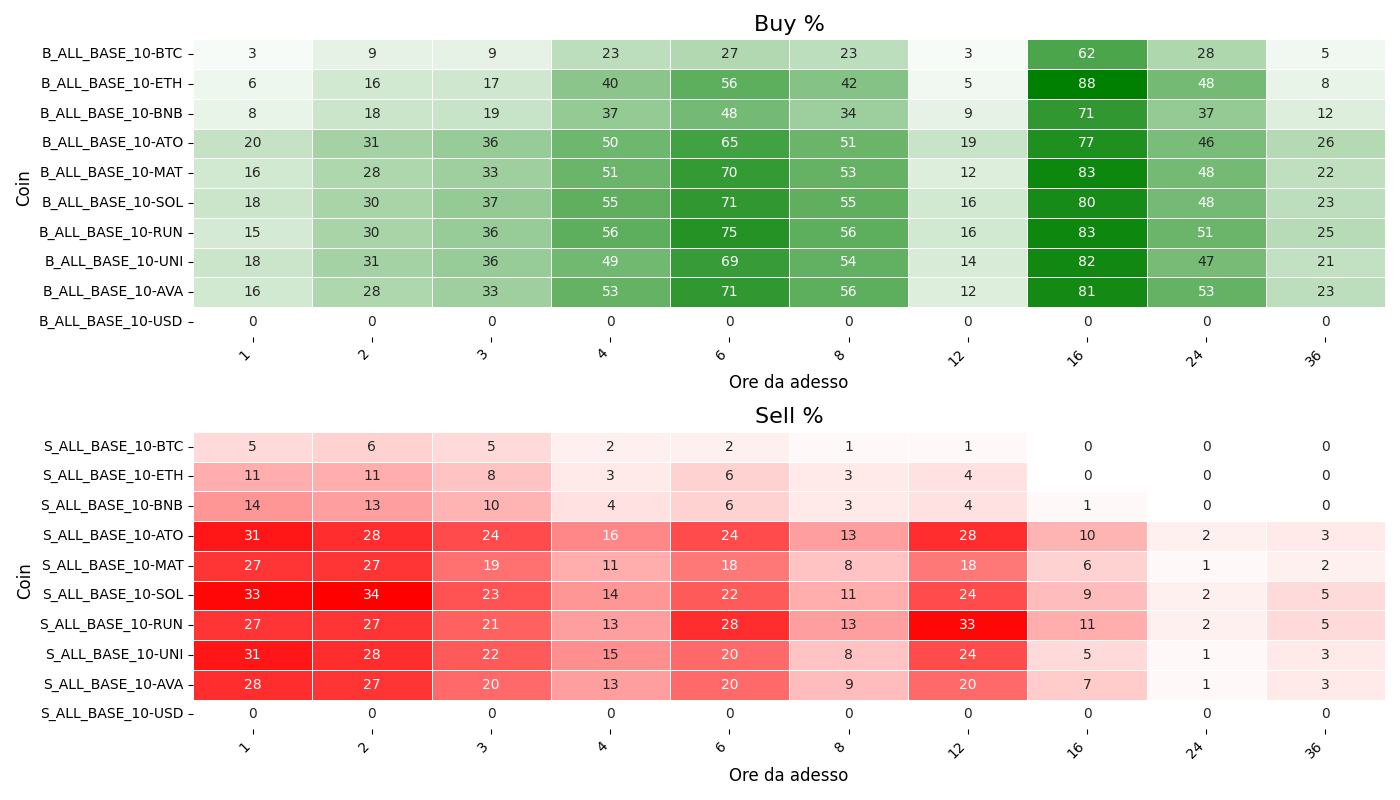 Buy %
Coin
B_ALL_BASE_10-BTC 3 9 9 23 27 23 3 62 28 5
B_ALL_BASE_10-ETH 6 16 17 40 56 42 5 88 48 8
B_ALL_BASE_10-BNB 8 18 19 37 48 34 9 71 37 12
B_ALL_BASE_10-ATO 20 31 36 50 65 51 19 77 46 26
B_ALL_BASE_10-MAT 16 28 33 51 70 53 12 83 48 22
B_ALL_BASE_10-SOL 18 30 37 55 71 55 16 80 48 23
B_ALL_BASE_10-RUN 15 30 36 56 75 56 16 83 51 25
B_ALL_BASE_10-UNI 18 31 36 49 69 54 14 82 47 21
B_ALL_BASE_10-AVA 16 28 33 53 71 56 12 81 53 23
B_ALL_BASE_10-USD 0 0 0 0 0 0 0 0 0 0
1 2 3 4 6 8 12 16 24 36
Ore da adesso
Sell %
Coin
S_ALL_BASE_10-BTC 5 6 5 2 2 1 1 0 0 0
S_ALL_BASE_10-ETH 11 11 8 3 6 3 4 0 0 0
S_ALL_BASE_10-BNB 14 13 10 4 6 3 4 1 0 0
S_ALL_BASE_10-ATO 31 28 24 16 24 13 28 10 2 3
S_ALL_BASE_10-MAT 27 27 19 11 18 8 18 6 1 2
S_ALL_BASE_10-SOL 33 34 23 14 22 11 24 9 2 5
S_ALL_BASE_10-RUN 27 27 21 13 28 13 33 11 2 5
S_ALL_BASE_10-UNI 31 28 22 15 20 8 24 5 1 3
S_ALL_BASE_10-AVA 28 27 20 13 20 9 20 7 1 3
S_ALL_BASE_10-USD 0 0 0 0 0 0 0 0 0 0
1 2 3 4 6 8 12 16 24 36
Ore da adesso